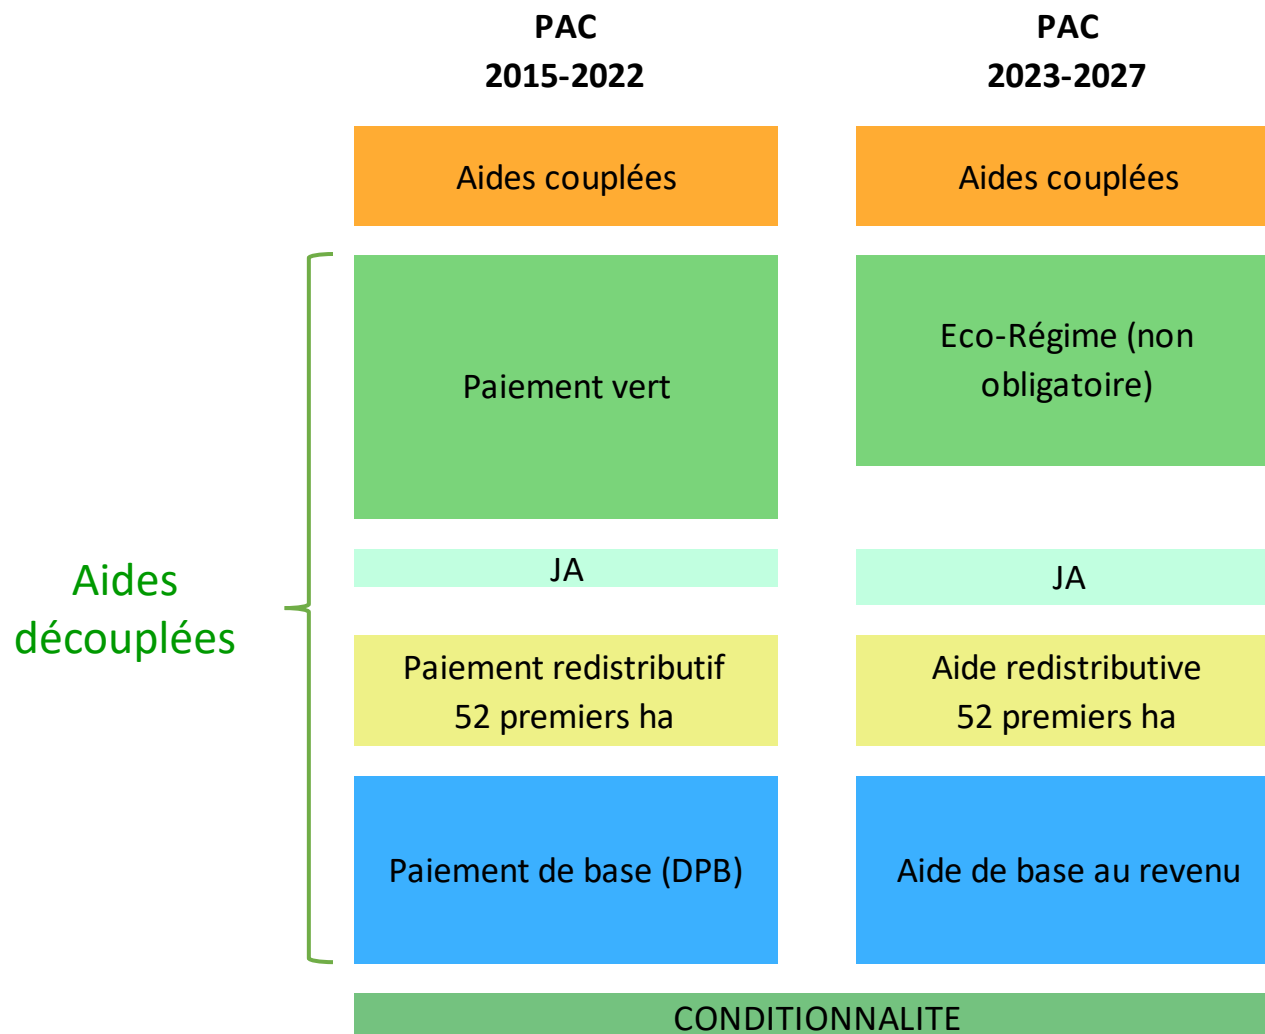 PAC
2015-2022
PAC
2023-2027
Aides couplées
Aides couplées
Paiement vert
Eco-Régime (non
obligatoire)
JA
JA
Aides
découplées
Paiement redistributif
52 premiers ha
Aide redistributive
52 premiers ha
Paiement de base (DPB)
Aide de base au revenu
CONDITIONNALITE